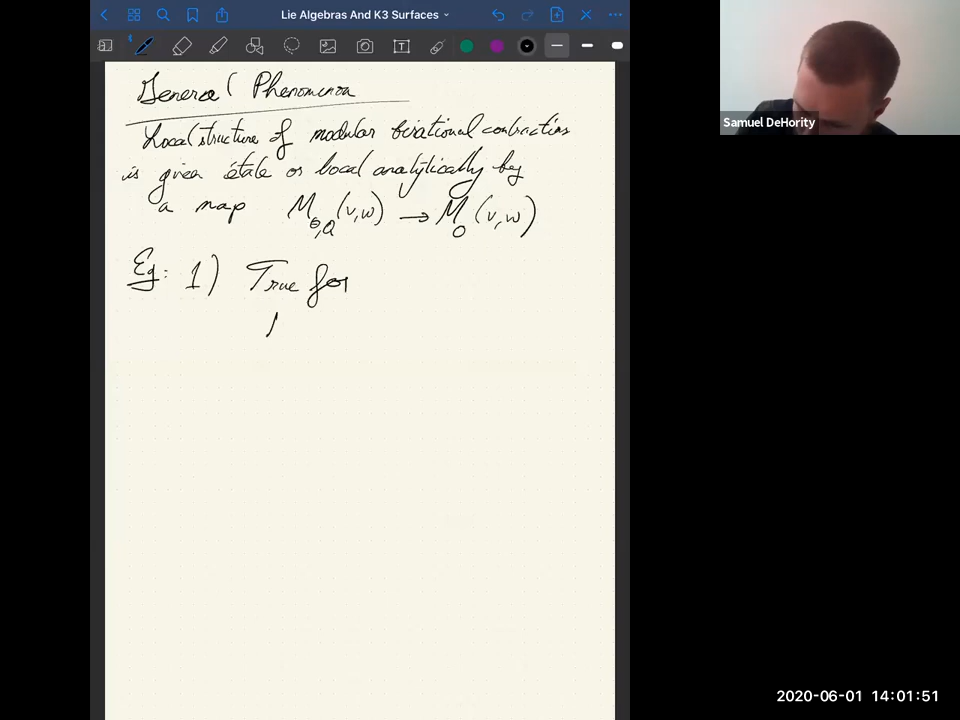 Lie Algebras And K3 Surfaces
General Phenomenon
Local structure of modular birational contractions
is given étale or local analytically by
a map M_{θ,Q}(v,w) → M_0(v,w)
Eg: 1) True for
Samuel DeHority
2020-06-01 14:01:51